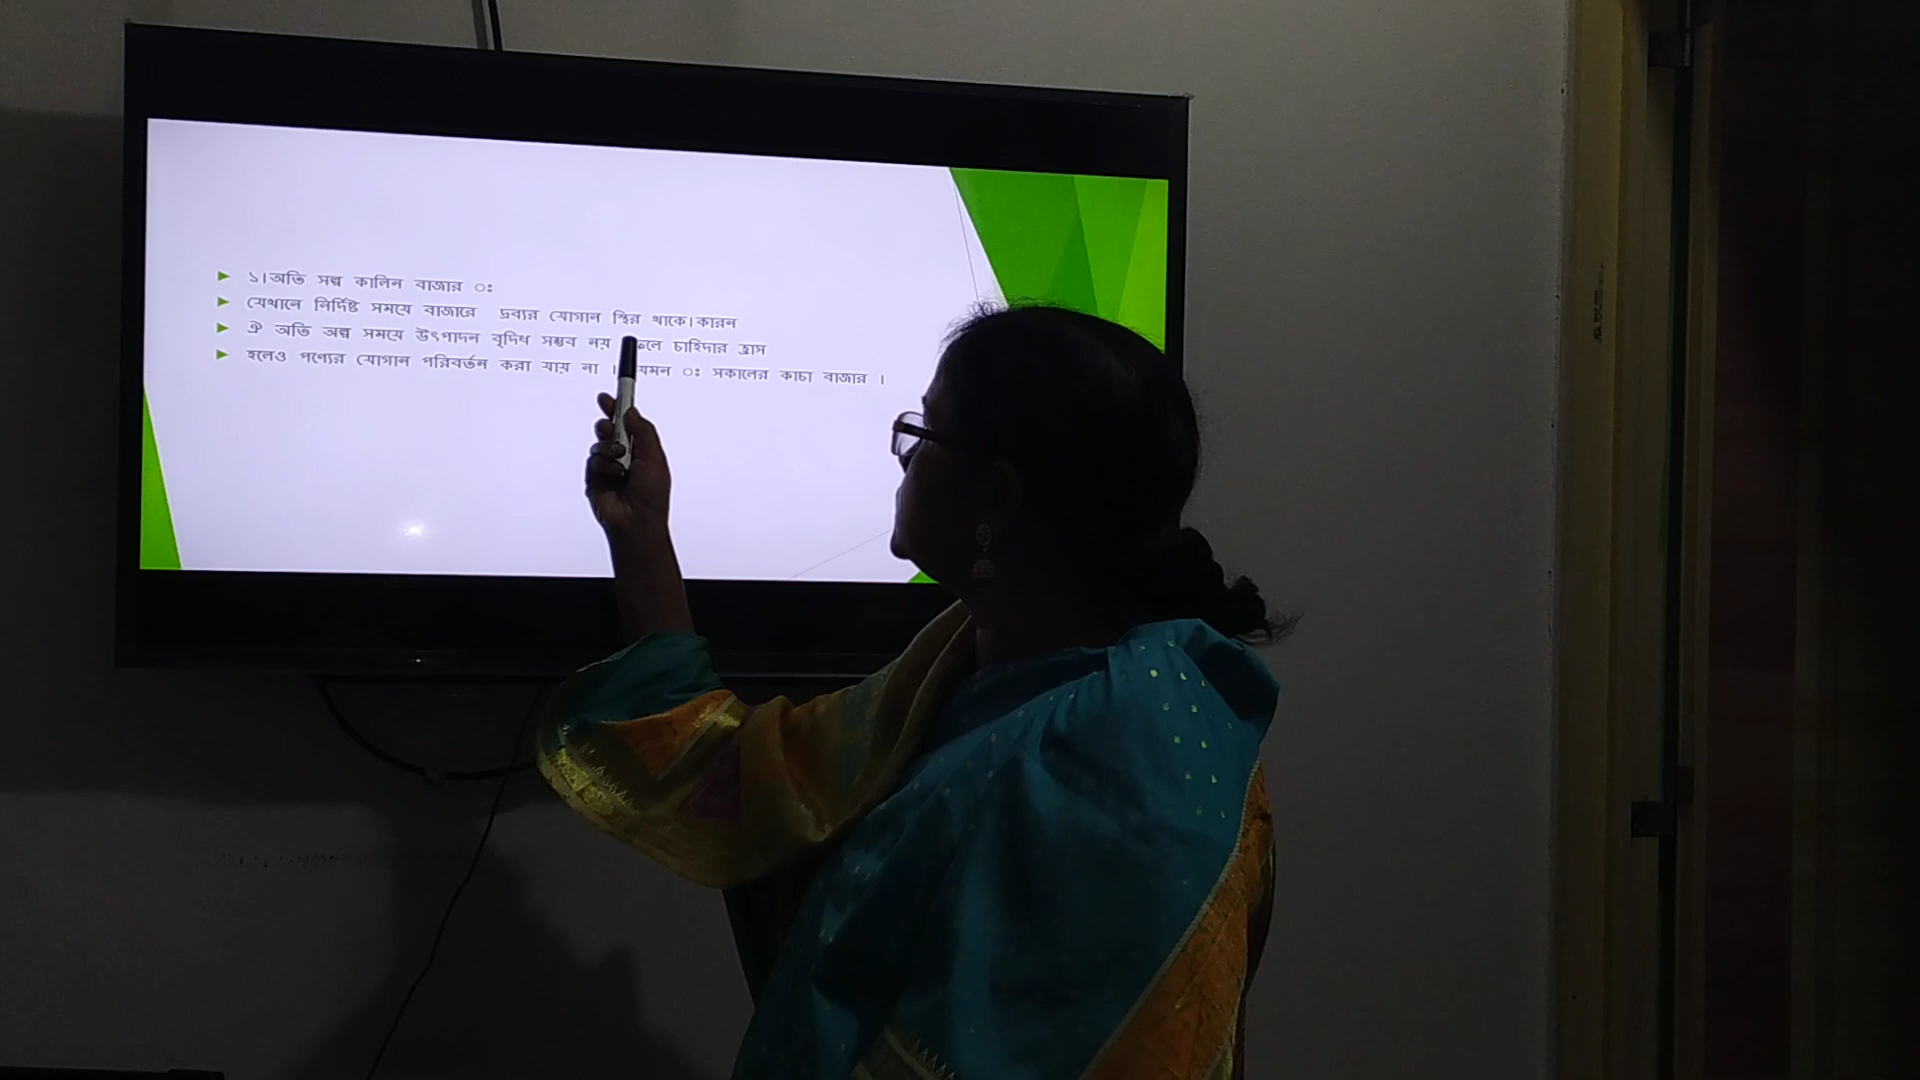 ১।অতি সল্প কালিন বাজার ঃ
যেখানে নির্দিষ্ট সময়ে বাজারে দ্রব্যর যোগান স্থির থাকে।কারন
ঐ অতি অল্প সময়ে উৎপাদন বৃদিধ সম্ভব নয় চাহিদার হ্রাস
হলেও পণ্যের যোগান পরিবর্তন করা যায় না । ঃ সকালের কাচা বাজার ।